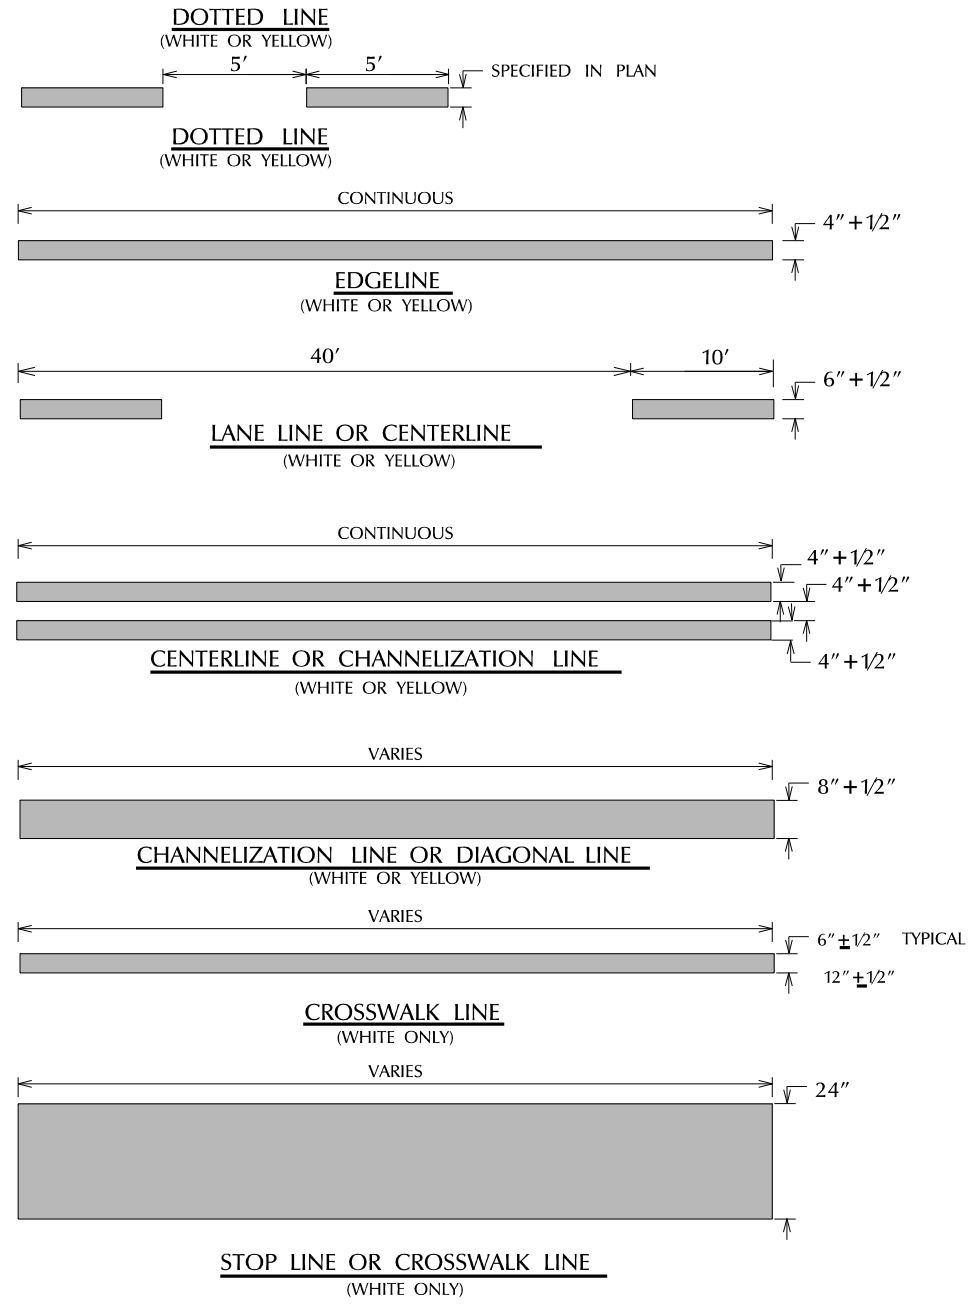 DOTTED LINE
(WHITE OR YELLOW)
5′ 5′
SPECIFIED IN PLAN
DOTTED LINE
(WHITE OR YELLOW)
CONTINUOUS
4″+1/2″
EDGELINE
(WHITE OR YELLOW)
40′ 10′
6″+1/2″
LANE LINE OR CENTERLINE
(WHITE OR YELLOW)
CONTINUOUS
4″+1/2″
4″+1/2″
4″+1/2″
CENTERLINE OR CHANNELIZATION LINE
(WHITE OR YELLOW)
VARIES
8″+1/2″
CHANNELIZATION LINE OR DIAGONAL LINE
(WHITE OR YELLOW)
VARIES
6″±1/2″ TYPICAL
12″±1/2″
CROSSWALK LINE
(WHITE ONLY)
VARIES
24″
STOP LINE OR CROSSWALK LINE
(WHITE ONLY)